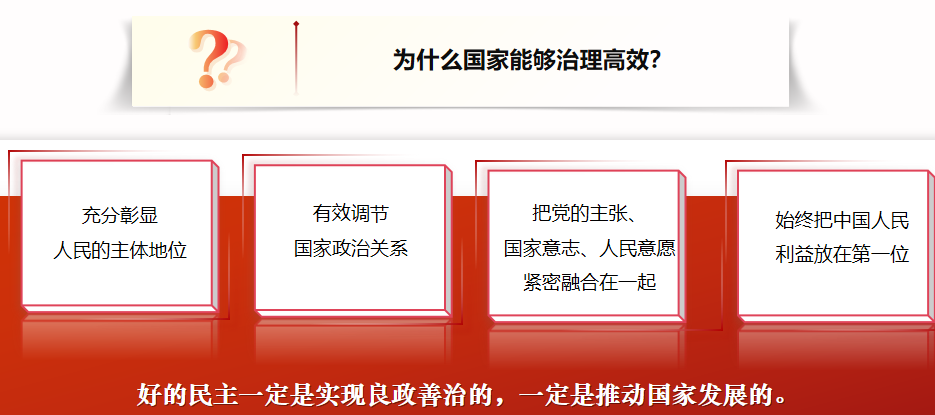 为什么国家能够治理高效？
充分彰显
人民的主体地位
有效调节
国家政治关系
把党的主张、
国家意志、人民意愿
紧密融合在一起
始终把中国人民
利益放在第一位
好的民主一定是实现良政善治的，一定是推动国家发展的。